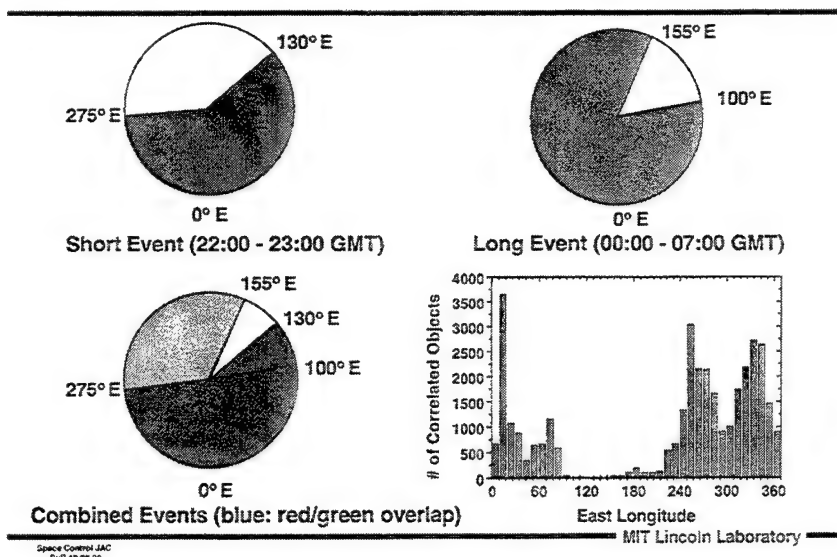 130° E
275° E
0° E
Short Event (22:00 - 23:00 GMT)
155° E
100° E
0° E
Long Event (00:00 - 07:00 GMT)
155° E
130° E
100° E
275° E
0° E
Combined Events (blue: red/green overlap)
# of Correlated Objects
4000
3500
3000
2500
2000
1500
1000
500
0
0 60 120 180 240 300 360
East Longitude
MIT Lincoln Laboratory
Space Control JAC